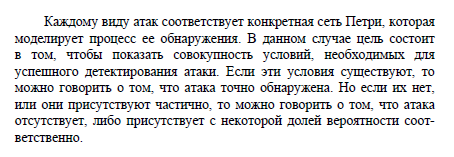 Каждому виду атак соответствует конкретная сеть Петри, которая
моделирует процесс ее обнаружения. В данном случае цель состоит
в том, чтобы показать совокупность условий, необходимых для
успешного детектирования атаки. Если эти условия существуют, то
можно говорить о том, что атака точно обнаружена. Но если их нет,
или они присутствуют частично, то можно говорить о том, что атака
отсутствует, либо присутствует с некоторой долей вероятности соот-
ветственно.